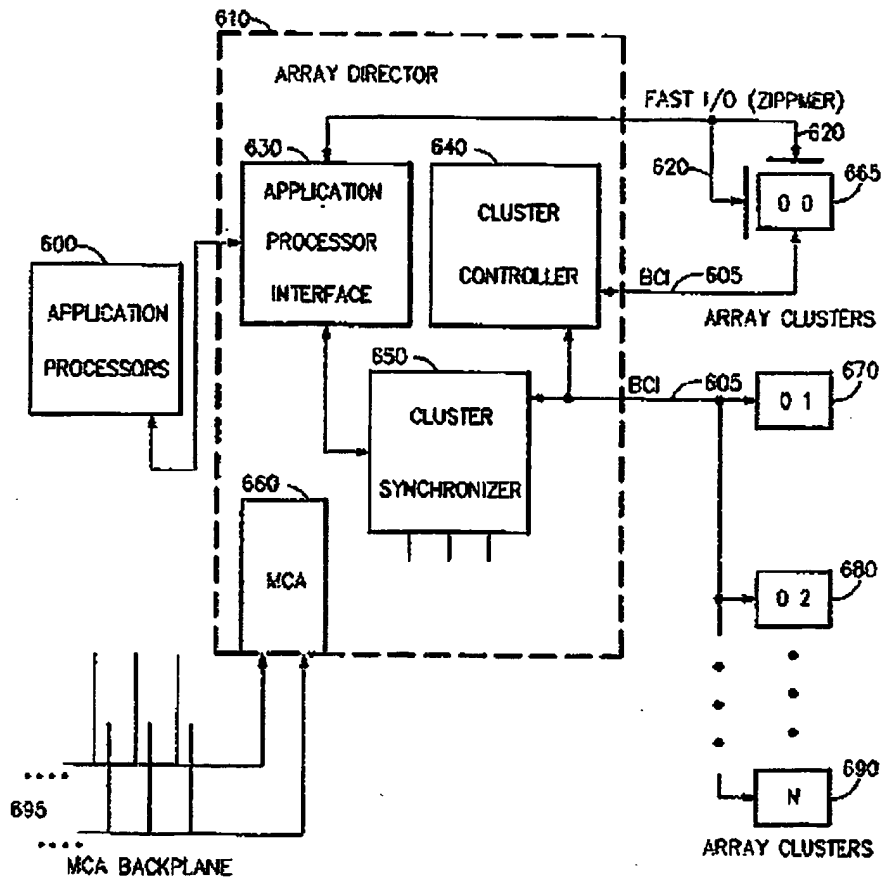 610
ARRAY DIRECTOR
FAST I/O (ZIPPMER)
620
630
640
620
665
APPLICATION
PROCESSOR
INTERFACE
CLUSTER
CONTROLLER
0 0
600
APPLICATION
PROCESSORS
BCI
605
ARRAY CLUSTERS
650
BCI
605
670
CLUSTER
SYNCHRONIZER
0 1
660
MCA
680
0 2
690
N
695
MCA BACKPLANE
ARRAY CLUSTERS